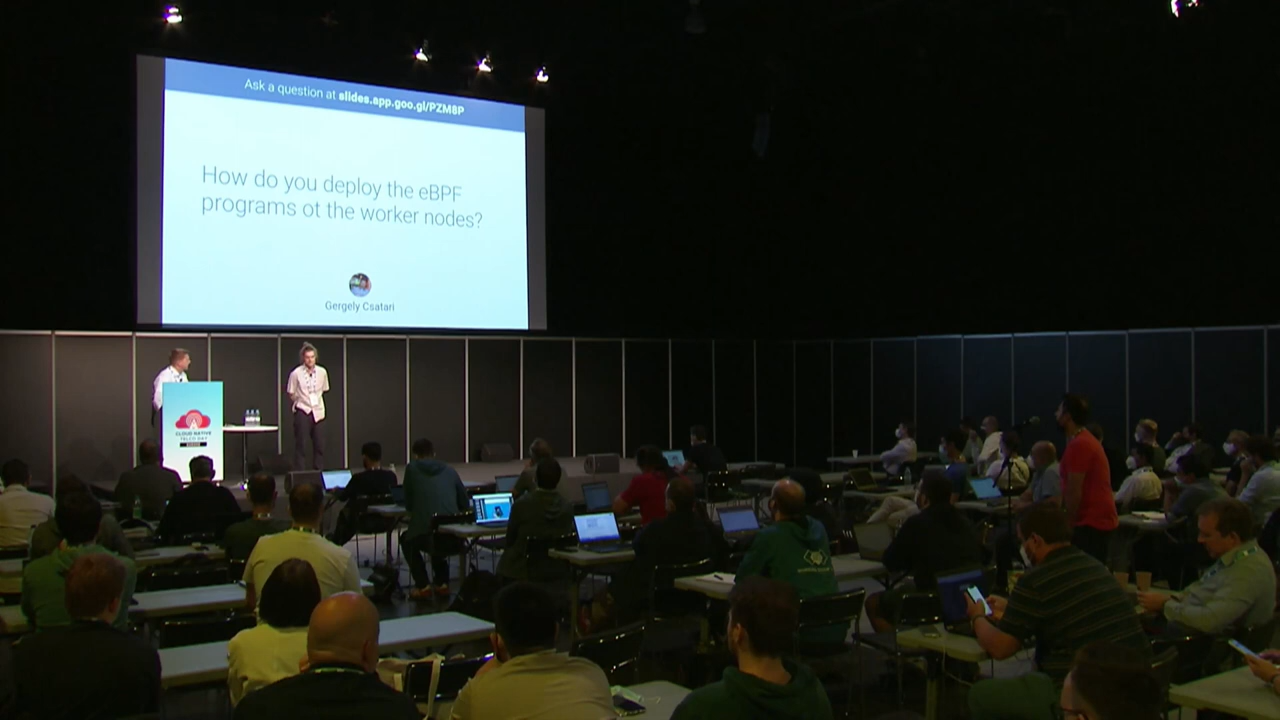 Ask a question at slides.app.goo.gl/PZM8P
How do you deploy the eBPF
programs ot the worker nodes?
Gergely Csatari
CLOUD NATIVE
TELCO DAY